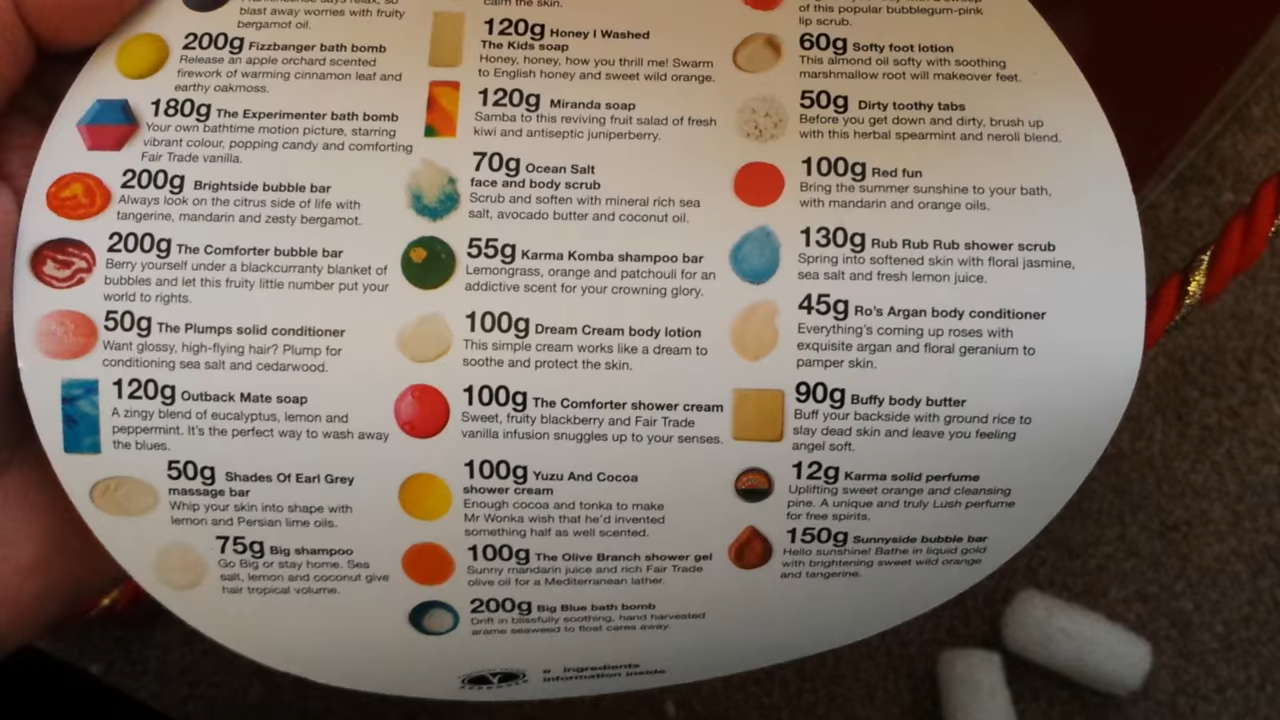 blast away worries with fruity
bergamot oil.
200g Fizzbanger bath bomb
Release an apple orchard scented
firework of warming cinnamon leaf and
earthy oakmoss.
180g The Experimenter bath bomb
Your own bathtime motion picture, starring
vibrant colour, popping candy and comforting
Fair Trade vanilla.
200g Brightside bubble bar
Always look on the citrus side of life with
tangerine, mandarin and zesty bergamot.
200g The Comforter bubble bar
Berry yourself under a blackcurranty blanket of
bubbles and let this fruity little number put your
world to rights.
50g The Plumps solid conditioner
Want glossy, high-flying hair? Plump for
conditioning sea salt and cedarwood.
120g Outback Mate soap
A zingy blend of eucalyptus, lemon and
peppermint. It's the perfect way to wash away
the blues.
50g Shades Of Earl Grey
massage bar
Whip your skin into shape with
lemon and Persian lime oils.
75g Big shampoo
Go Big or stay home. Sea
salt, lemon and coconut give
hair tropical volume.
calm the skin.
120g Honey I Washed
The Kids soap
Honey, honey, how you thrill me! Swarm
to English honey and sweet wild orange.
120g Miranda soap
Samba to this reviving fruit salad of fresh
kiwi and antiseptic juniperberry.
70g Ocean Salt
face and body scrub
Scrub and soften with mineral rich sea
salt, avocado butter and coconut oil.
55g Karma Komba shampoo bar
Lemongrass, orange and patchouli for an
addictive scent for your crowning glory.
100g Dream Cream body lotion
This simple cream works like a dream to
soothe and protect the skin.
100g The Comforter shower cream
Sweet, fruity blackberry and Fair Trade
vanilla infusion snuggles up to your senses.
100g Yuzu And Cocoa
shower cream
Enough cocoa and tonka to make
Mr Wonka wish that he'd invented
something half as well scented.
100g The Olive Branch shower gel
Sunny mandarin juice and rich Fair Trade
olive oil for a Mediterranean lather.
200g Big Blue bath bomb
Drift in blissfully soothing, hand harvested
arame seaweed to float cares away.
ingredients
information inside
of this popular bubblegum-pink
lip scrub.
60g Softy foot lotion
This almond oil softy with soothing
marshmallow root will makeover feet.
50g Dirty toothy tabs
Before you get down and dirty, brush up
with this herbal spearmint and neroli blend.
100g Red fun
Bring the summer sunshine to your bath,
with mandarin and orange oils.
130g Rub Rub Rub shower scrub
Spring into softened skin with floral jasmine,
sea salt and fresh lemon juice.
45g Ro's Argan body conditioner
Everything's coming up roses with
exquisite argan and floral geranium to
pamper skin.
90g Buffy body butter
Buff your backside with ground rice to
slay dead skin and leave you feeling
angel soft.
12g Karma solid perfume
Uplifting sweet orange and cleansing
pine. A unique and truly Lush perfume
for free spirits.
150g Sunnyside bubble bar
Hello sunshine! Bathe in liquid gold
with brightening sweet wild orange
and tangerine.